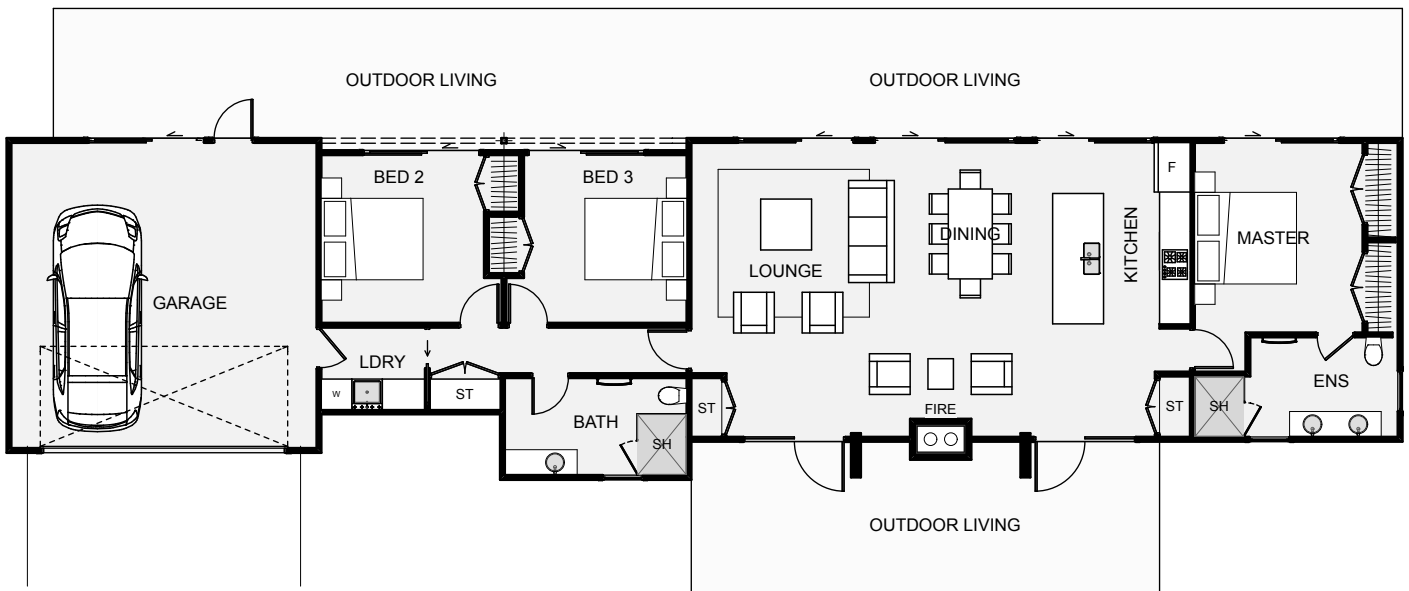 OUTDOOR LIVING
OUTDOOR LIVING
BED 2
BED 3
F
KITCHEN
DINING
MASTER
LOUNGE
GARAGE
LDRY
W
ST
BATH
SH
ST
FIRE
ST
SH
ENS
OUTDOOR LIVING